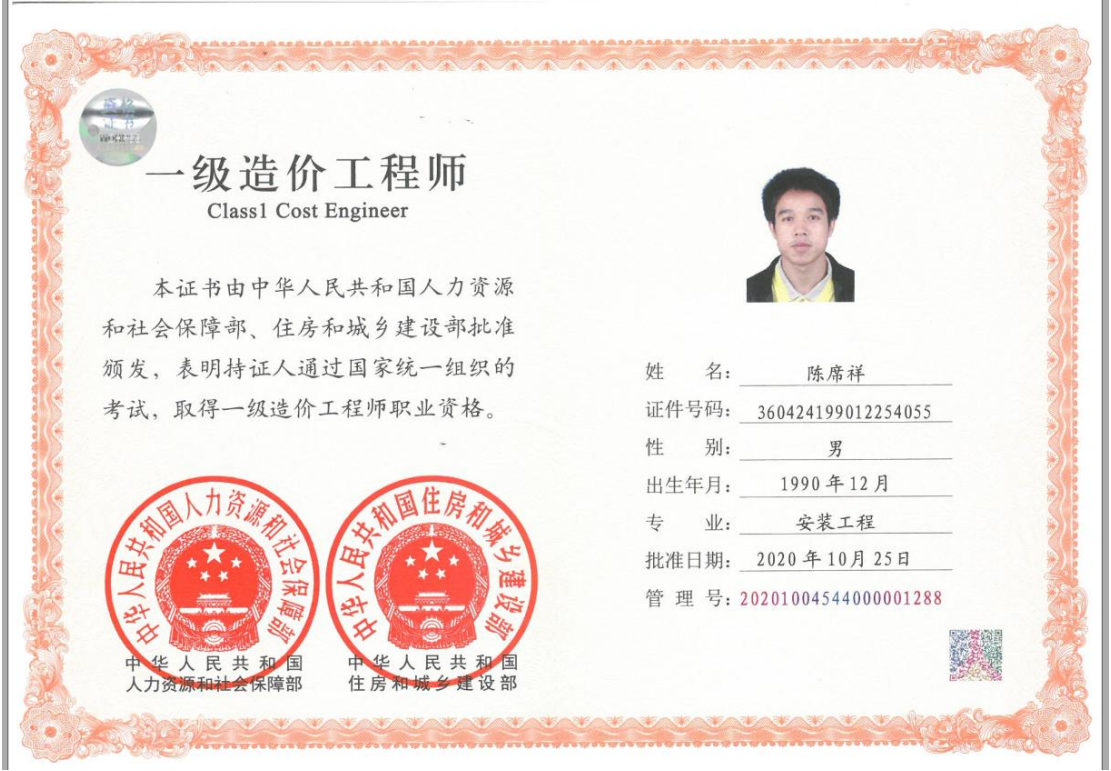 资格
证书
一级造价工程师
Class1 Cost Engineer
本证书由中华人民共和国人力资源
和社会保障部、住房和城乡建设部批准
颁发，表明持证人通过国家统一组织的
考试，取得一级造价工程师职业资格。
中华人民共和国人力资源和社会保障部
中华人民共和国住房和城乡建设部
中华人民共和国
人力资源和社会保障部
中华人民共和国
住房和城乡建设部
姓 名：陈席祥
证件号码：360424199012254055
性 别：男
出生年月：1990年12月
专 业：安装工程
批准日期：2020年10月25日
管 理 号：20201004544000001288